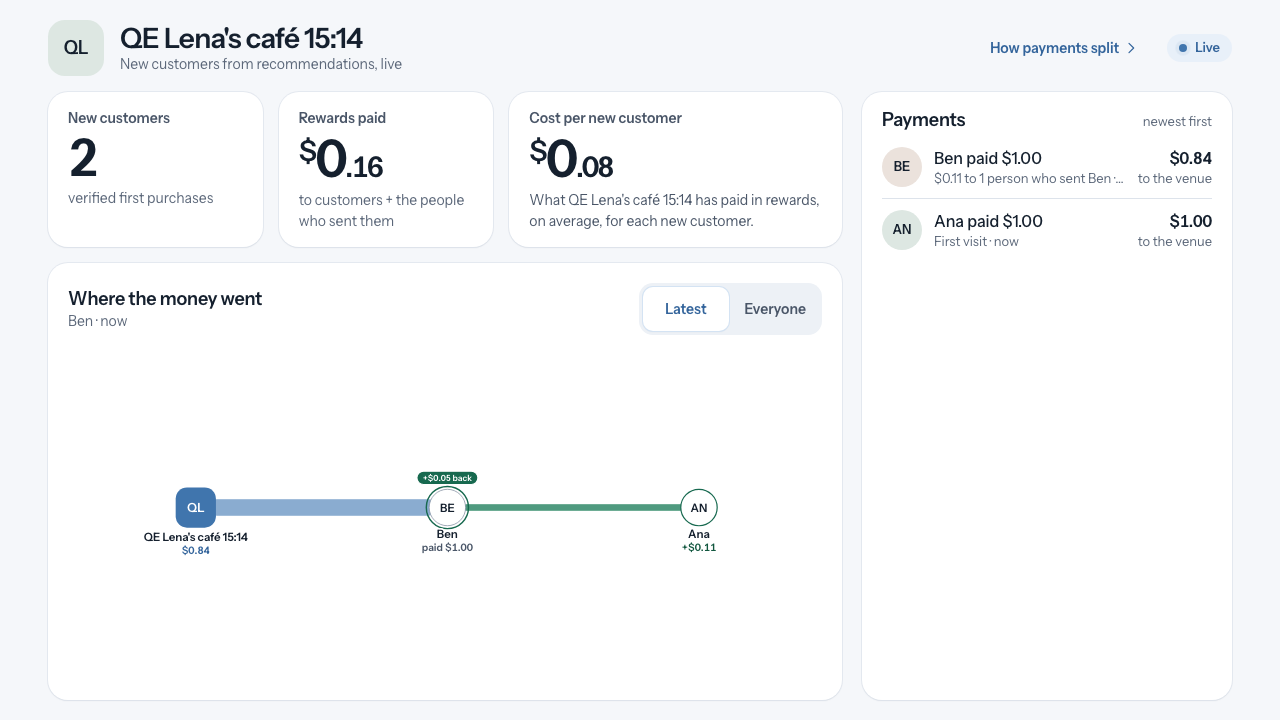 QL
QE Lena's café 15:14
New customers from recommendations, live
How payments split
Live
New customers
2
verified first purchases
Rewards paid
$0.16
to customers + the people
who sent them
Cost per new customer
$0.08
What QE Lena's café 15:14 has paid in rewards,
on average, for each new customer.
Where the money went
Ben · now
Latest
Everyone
+$0.05 back
QL
BE
AN
QE Lena's café 15:14
Ben
Ana
$0.84
paid $1.00
+$0.11
Payments
newest first
BE
Ben paid $1.00
$0.84
$0.11 to 1 person who sent Ben ·…
to the venue
AN
Ana paid $1.00
$1.00
First visit · now
to the venue